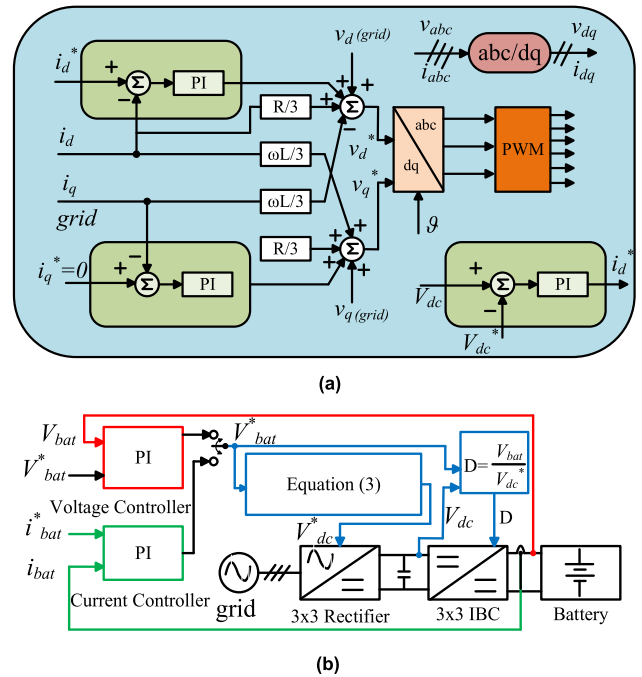 i_d^*
+
Σ
−
PI
v_d (grid)
+
+
+
Σ
−
v_abc
i_abc
abc/dq
v_dq
i_dq
i_d
R/3
v_d^*
abc
dq
PWM
i_q
ωL/3
ωL/3
v_q^*
grid
ϑ
i_q^*=0
+
−
Σ
PI
R/3
+
+
+
+
Σ
v_q (grid)
V_dc
+
Σ
−
PI
i_d^*
V_dc^*
(a)
V_bat
V^*_bat
PI
Voltage Controller
V^*_bat
Equation (3)
D=V_bat/V_dc^*
i^*_bat
i_bat
PI
Current Controller
V^*_dc
V_dc
D
grid
3x3 Rectifier
3x3 IBC
Battery
(b)